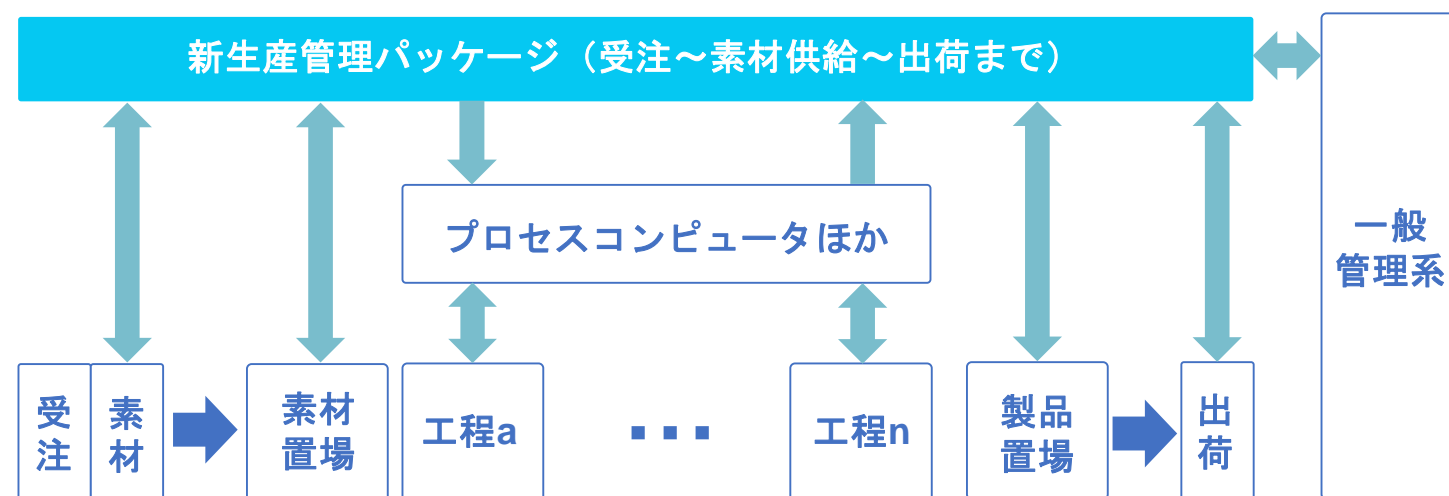 新生産管理パッケージ（受注～素材供給～出荷まで）
プロセスコンピュータほか
一般
管理系
受
注
素
材
素材
置場
工程a
・・・
工程n
製品
置場
出
荷